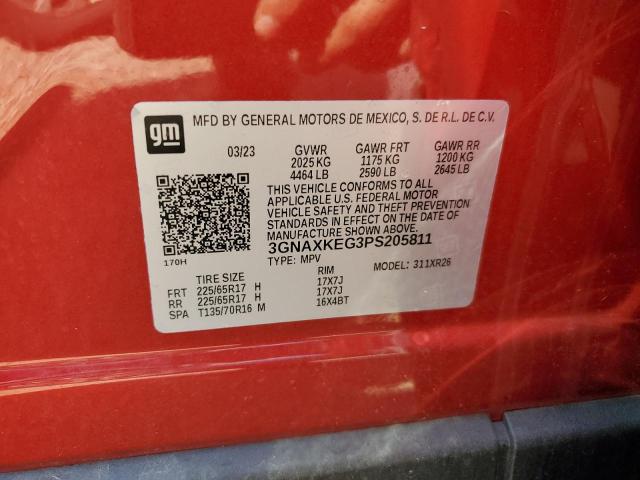 gm MFD BY GENERAL MOTORS DE MEXICO, S. DE R.L. DE C.V.
03/23 GVWR GAWR FRT GAWR RR
2025 KG 1175 KG 1200 KG
4464 LB 2590 LB 2645 LB
THIS VEHICLE CONFORMS TO ALL
APPLICABLE U.S. FEDERAL MOTOR
VEHICLE SAFETY AND THEFT PREVENTION
STANDARDS IN EFFECT ON THE DATE OF
MANUFACTURE SHOWN ABOVE.
3GNAXKEG3PS205811
170H TYPE: MPV MODEL: 311XR26
TIRE SIZE RIM
FRT 225/65R17 H 17X7J
RR 225/65R17 H 17X7J
SPA T135/70R16 M 16X4BT